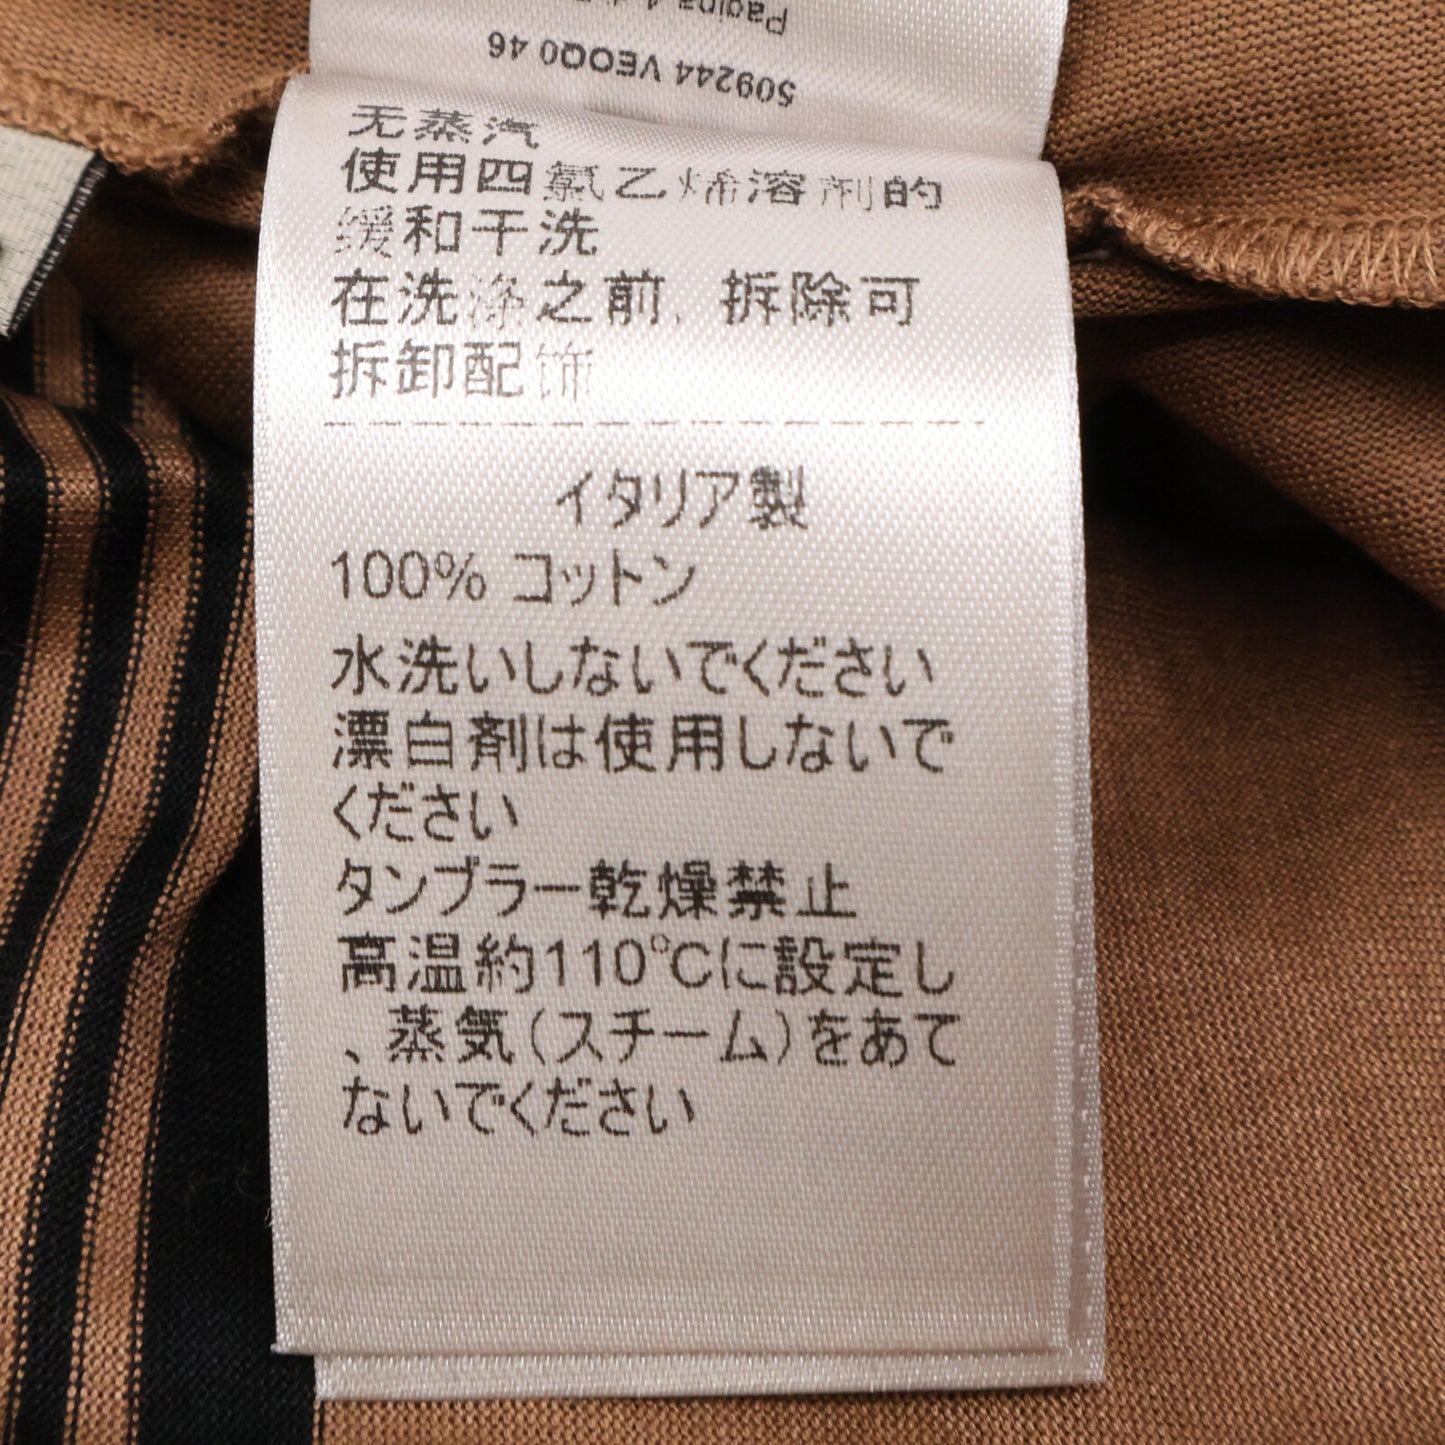 Pagina 4 di
509244 VEOQ0 46
无蒸汽
使用四氯乙烯溶剂的
缓和干洗
在洗涤之前, 拆除可
拆卸配饰
イタリア製
100% コットン
水洗いしないでください
漂白剤は使用しないで
ください
タンブラー乾燥禁止
高温約110℃に設定し
、蒸気(スチーム)をあて
ないでください